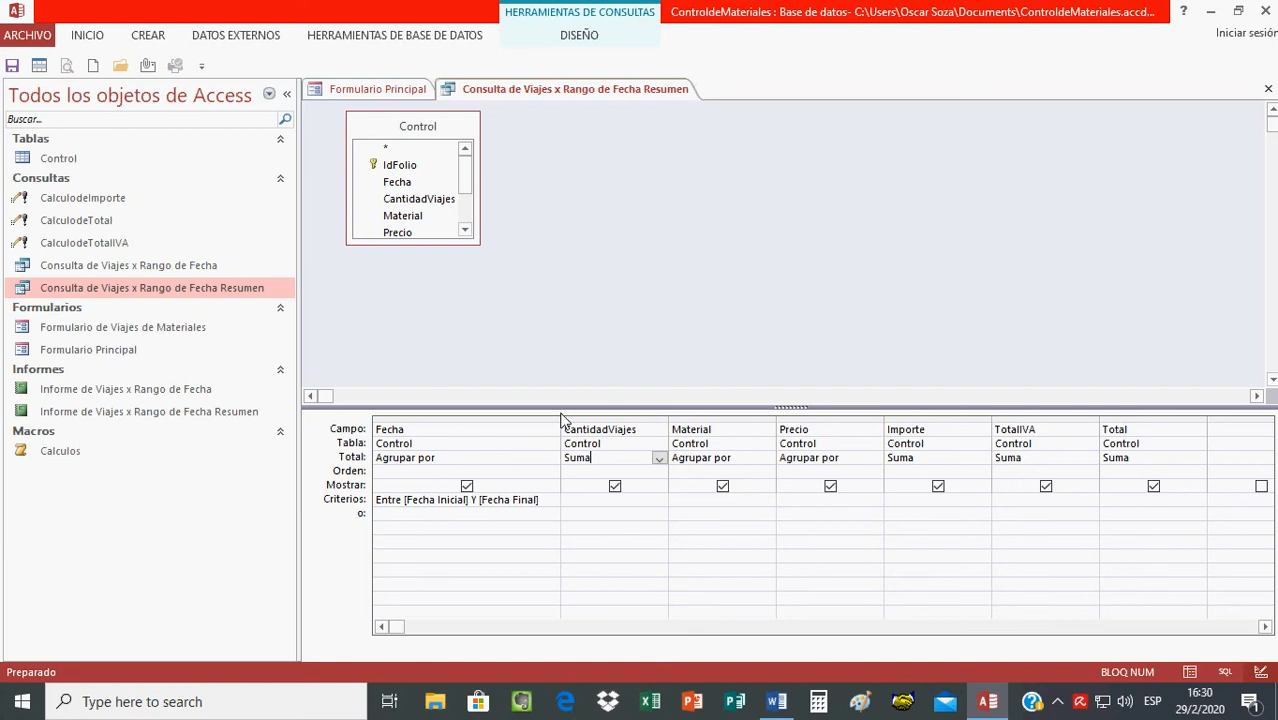 HERRAMIENTAS DE CONSULTAS
ControldeMateriales : Base de datos- C:\Users\Oscar Soza\Documents\ControldeMateriales.accd...
?
ARCHIVO INICIO CREAR DATOS EXTERNOS HERRAMIENTAS DE BASE DE DATOS DISEÑO
Iniciar sesión
Todos los objetos de Access
Buscar...
Tablas
Control
Consultas
CalculodeImporte
CalculodeTotal
CalculodeTotalIVA
Consulta de Viajes x Rango de Fecha
Consulta de Viajes x Rango de Fecha Resumen
Formularios
Formulario de Viajes de Materiales
Formulario Principal
Informes
Informe de Viajes x Rango de Fecha
Informe de Viajes x Rango de Fecha Resumen
Macros
Calculos
Formulario Principal Consulta de Viajes x Rango de Fecha Resumen
Control
*
IdFolio
Fecha
CantidadViajes
Material
Precio
Campo: Fecha CantidadViajes Material Precio Importe TotalIVA Total
Tabla: Control Control Control Control Control Control Control
Total: Agrupar por Suma Agrupar por Agrupar por Suma Suma Suma
Orden:
Mostrar:
Criterios: Entre [Fecha Inicial] Y [Fecha Final]
o:
Preparado
BLOQ NUM
SQL
Type here to search
ESP
16:30
29/2/2020